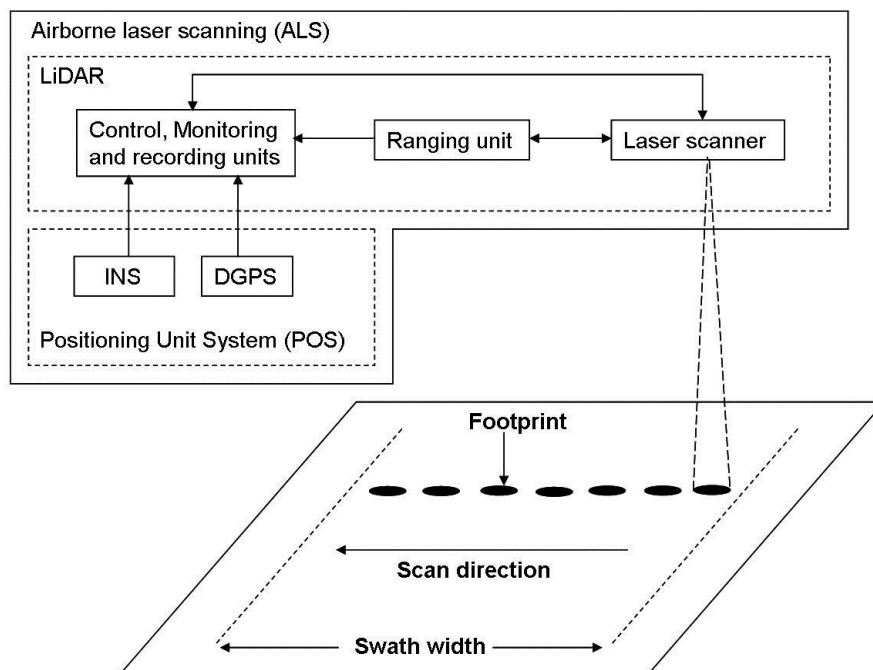 Airborne laser scanning (ALS)
LiDAR
Control, Monitoring
and recording units
Ranging unit
Laser scanner
INS
DGPS
Positioning Unit System (POS)
Footprint
Scan direction
Swath width